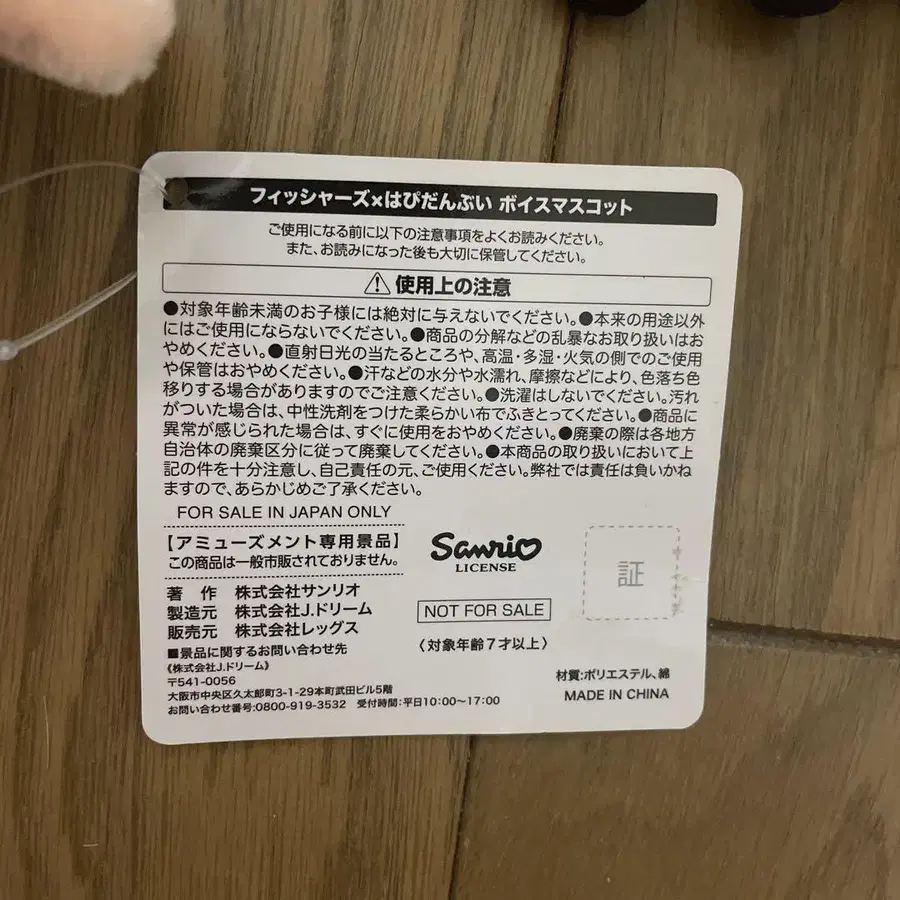 フィッシャーズ×はぴだんぶい ボイスマスコット
ご使用になる前に以下の注意事項をよくお読みください。
また、お読みになった後も大切に保管してください。
使用上の注意
●対象年齢未満のお子様には絶対に与えないでください。●本来の用途以外
にはご使用にならないでください。●商品の分解などの乱暴なお取り扱いはお
やめください。●直射日光の当たるところや、高温・多湿・火気の側でのご使用
や保管はおやめください。●汗などの水分や水濡れ、摩擦などにより、色落ち色
移りする場合がありますのでご注意ください。●洗濯はしないでください。汚れ
がついた場合は、中性洗剤をつけた柔らかい布でふきとってください。●商品に
異常が感じられた場合は、すぐに使用をおやめください。●廃棄の際は各地方
自治体の廃棄区分に従って廃棄してください。●本商品の取り扱いにおいて上
記の件を十分注意し、自己責任の元、ご使用ください。弊社では責任は負いかね
ますので、あらかじめご了承ください。
FOR SALE IN JAPAN ONLY
【アミューズメント専用景品】
この商品は一般市販されておりません。
Sanrio
LICENSE
証
著 作 株式会社サンリオ
製造元 株式会社J.ドリーム
販売元 株式会社レッグス
NOT FOR SALE
〈対象年齢7才以上〉
■景品に関するお問い合わせ先
《株式会社J.ドリーム》
〒541-0056
大阪市中央区久太郎町3-1-29本町武田ビル5階
お問い合わせ番号:0800-919-3532 受付時間:平日10:00～17:00
材質:ポリエステル、綿
MADE IN CHINA